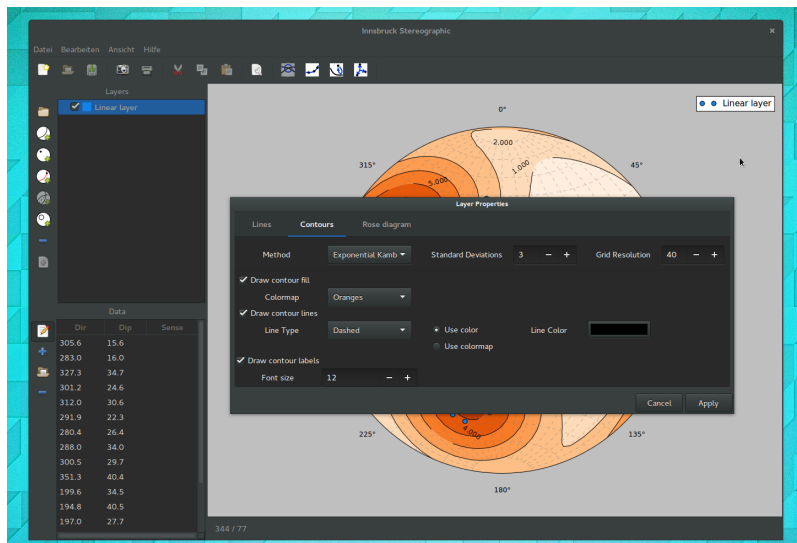 Innsbruck Stereographic
Datei Bearbeiten Ansicht Hilfe
Layers
Linear layer
Linear layer
0°
2.000
1.000
315°
45°
5.000
Layer Properties
Lines Contours Rose diagram
Method Exponential Kamb Standard Deviations 3 − + Grid Resolution 40 − +
Draw contour fill
Colormap Oranges
Draw contour lines
Line Type Dashed Use color Line Color
Use colormap
Draw contour labels
Font size 12 − +
Cancel Apply
Data
Dir Dip Sense
305.6 15.6
283.0 16.0
327.3 34.7
301.2 24.6
312.0 30.6
291.9 22.3
280.4 26.4
288.0 34.0
300.5 29.7
351.3 40.4
199.6 34.5
194.8 40.5
197.0 27.7
4.000
225°
135°
180°
344 / 77